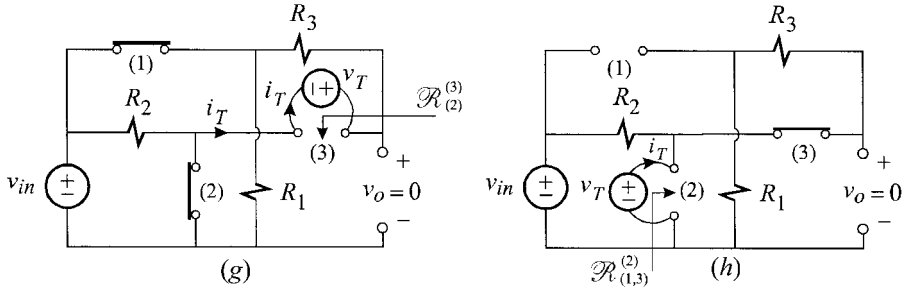 R3
(1)
vT
iT
ℛ(2)(3)
R2
iT
(3)
+
vin
+
−
(2)
R1
vo = 0
−
(g)
R3
(1)
R2
iT
(3)
+
vin
+
−
vT
+
−
(2)
R1
vo = 0
−
ℛ(1,3)(2)
(h)